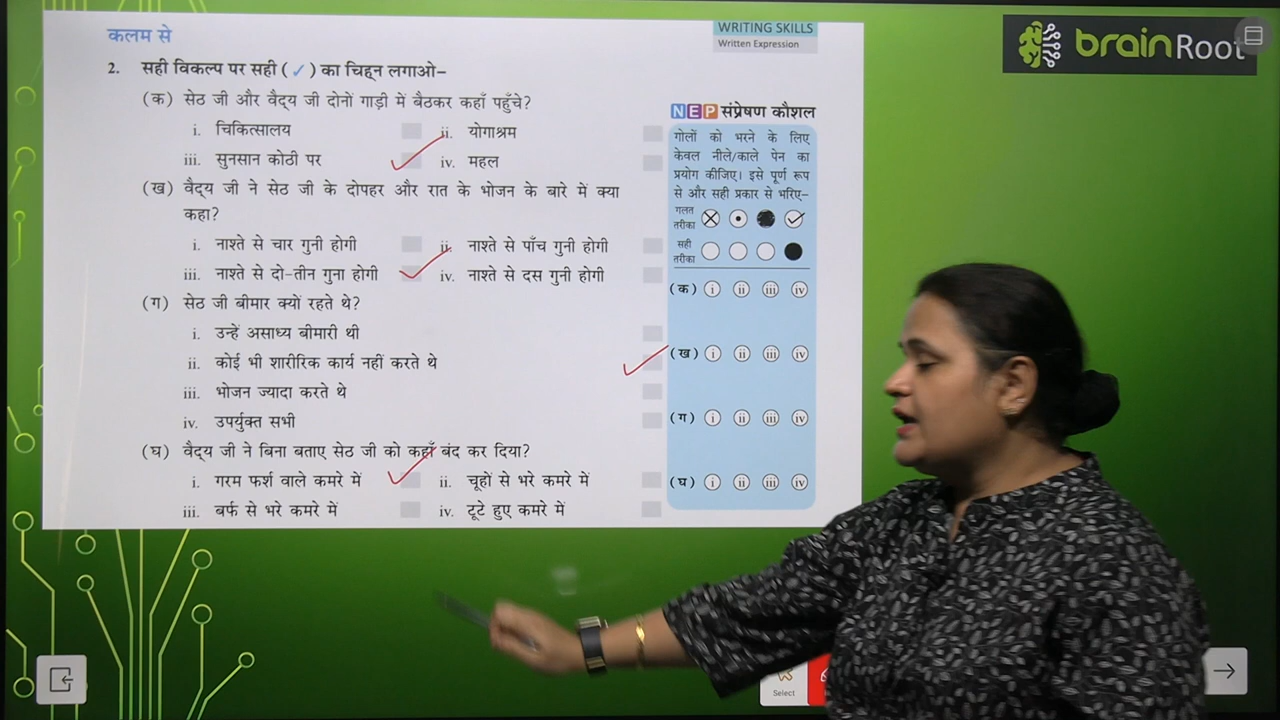 कलम से
WRITING SKILLS
Written Expression
brainRoot
2. सही विकल्प पर सही (✓) का चिह्न लगाओ–
(क) सेठ जी और वैद्य जी दोनों गाड़ी में बैठकर कहाँ पहुँचे?
i. चिकित्सालय ii. योगाश्रम
iii. सुनसान कोठी पर iv. महल
(ख) वैद्य जी ने सेठ जी के दोपहर और रात के भोजन के बारे में क्या
कहा?
i. नाश्ते से चार गुनी होगी ii. नाश्ते से पाँच गुनी होगी
iii. नाश्ते से दो-तीन गुना होगी iv. नाश्ते से दस गुनी होगी
(ग) सेठ जी बीमार क्यों रहते थे?
i. उन्हें असाध्य बीमारी थी
ii. कोई भी शारीरिक कार्य नहीं करते थे
iii. भोजन ज्यादा करते थे
iv. उपर्युक्त सभी
(घ) वैद्य जी ने बिना बताए सेठ जी को कहाँ बंद कर दिया?
i. गरम फर्श वाले कमरे में ii. चूहों से भरे कमरे में
iii. बर्फ से भरे कमरे में iv. टूटे हुए कमरे में
NEP संप्रेषण कौशल
गोलों को भरने के लिए
केवल नीले/काले पेन का
प्रयोग कीजिए। इसे पूर्ण रूप
से और सही प्रकार से भरिए–
गलत
तरीका
सही
तरीका
(क) i ii iii iv
(ख) i ii iii iv
(ग) i ii iii iv
(घ) i ii iii iv
Select